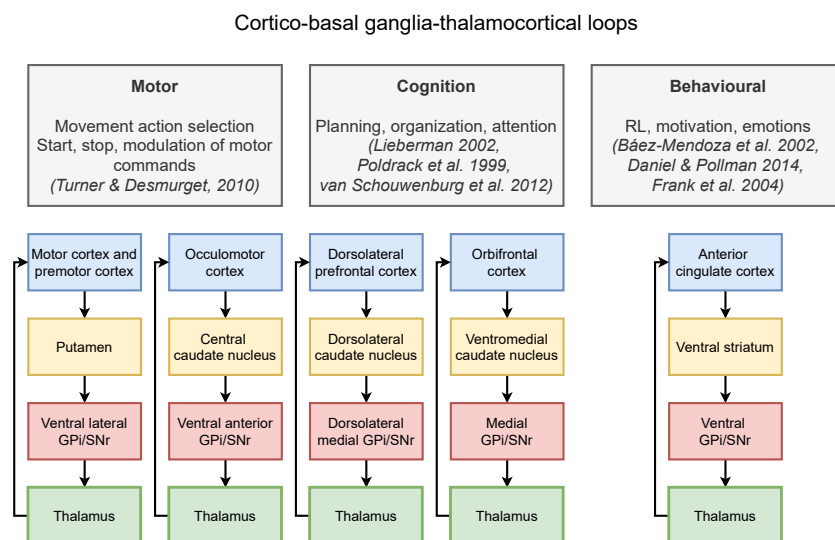 Cortico-basal ganglia-thalamocortical loops
Motor
Movement action selection
Start, stop, modulation of motor
commands
(Turner & Desmurget, 2010)
Cognition
Planning, organization, attention
(Lieberman 2002,
Poldrack et al. 1999,
van Schouwenburg et al. 2012)
Behavioural
RL, motivation, emotions
(Báez-Mendoza et al. 2002,
Daniel & Pollman 2014,
Frank et al. 2004)
Motor cortex and
premotor cortex
Occulomotor
cortex
Dorsolateral
prefrontal cortex
Orbifrontal
cortex
Anterior
cingulate cortex
Putamen
Central
caudate nucleus
Dorsolateral
caudate nucleus
Ventromedial
caudate nucleus
Ventral striatum
Ventral lateral
GPi/SNr
Ventral anterior
GPi/SNr
Dorsolateral
medial GPi/SNr
Medial
GPi/SNr
Ventral
GPi/SNr
Thalamus
Thalamus
Thalamus
Thalamus
Thalamus